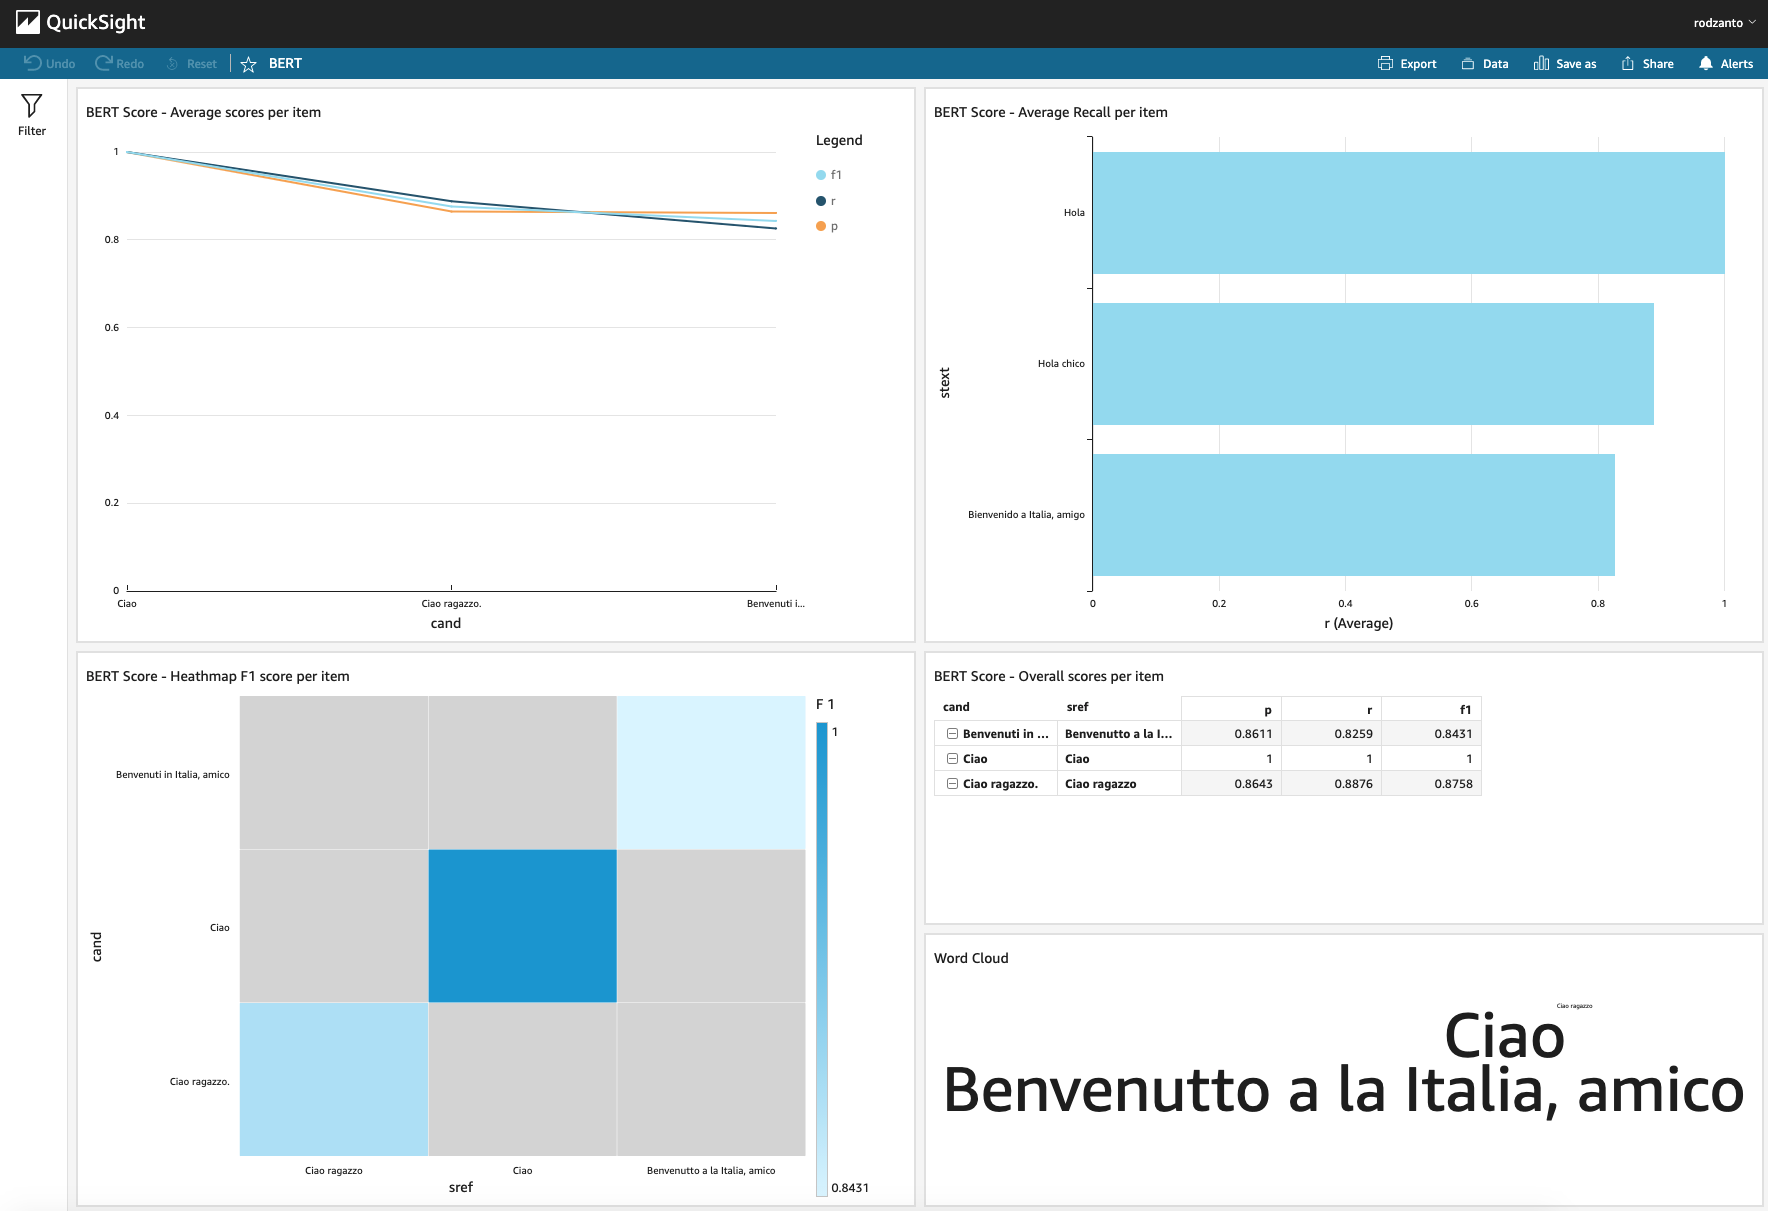 QuickSight
rodzanto
Undo Redo Reset BERT Export Data Save as Share Alerts
Filter
BERT Score - Average scores per item
Legend
f1
r
p
1
0.8
0.6
0.4
0.2
0
Ciao Ciao ragazzo. Benvenuti i...
cand
BERT Score - Average Recall per item
stext
Hola
Hola chico
Bienvenido a Italia, amigo
0 0.2 0.4 0.6 0.8 1
r (Average)
BERT Score - Heathmap F1 score per item
cand
Benvenuti in Italia, amico
Ciao
Ciao ragazzo.
Ciao ragazzo Ciao Benvenutto a la Italia, amico
sref
F 1
1
0.8431
BERT Score - Overall scores per item
cand sref p r f1
Benvenuti in ... Benvenutto a la I... 0.8611 0.8259 0.8431
Ciao Ciao 1 1 1
Ciao ragazzo. Ciao ragazzo 0.8643 0.8876 0.8758
Word Cloud
Ciao ragazzo
Ciao
Benvenutto a la Italia, amico